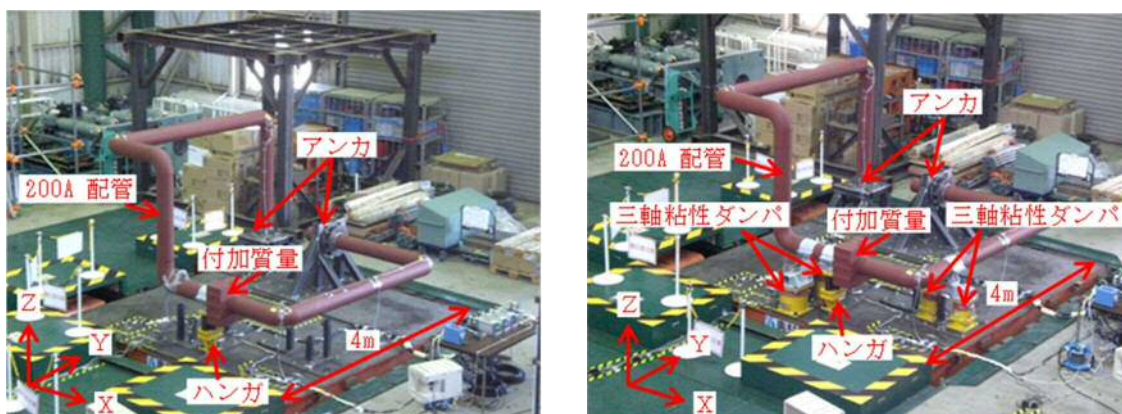 アンカ
200A 配管
付加質量
Z
Y
X
4m
ハンガ
アンカ
200A 配管
三軸粘性ダンパ
付加質量
三軸粘性ダンパ
Z
Y
X
4m
ハンガ